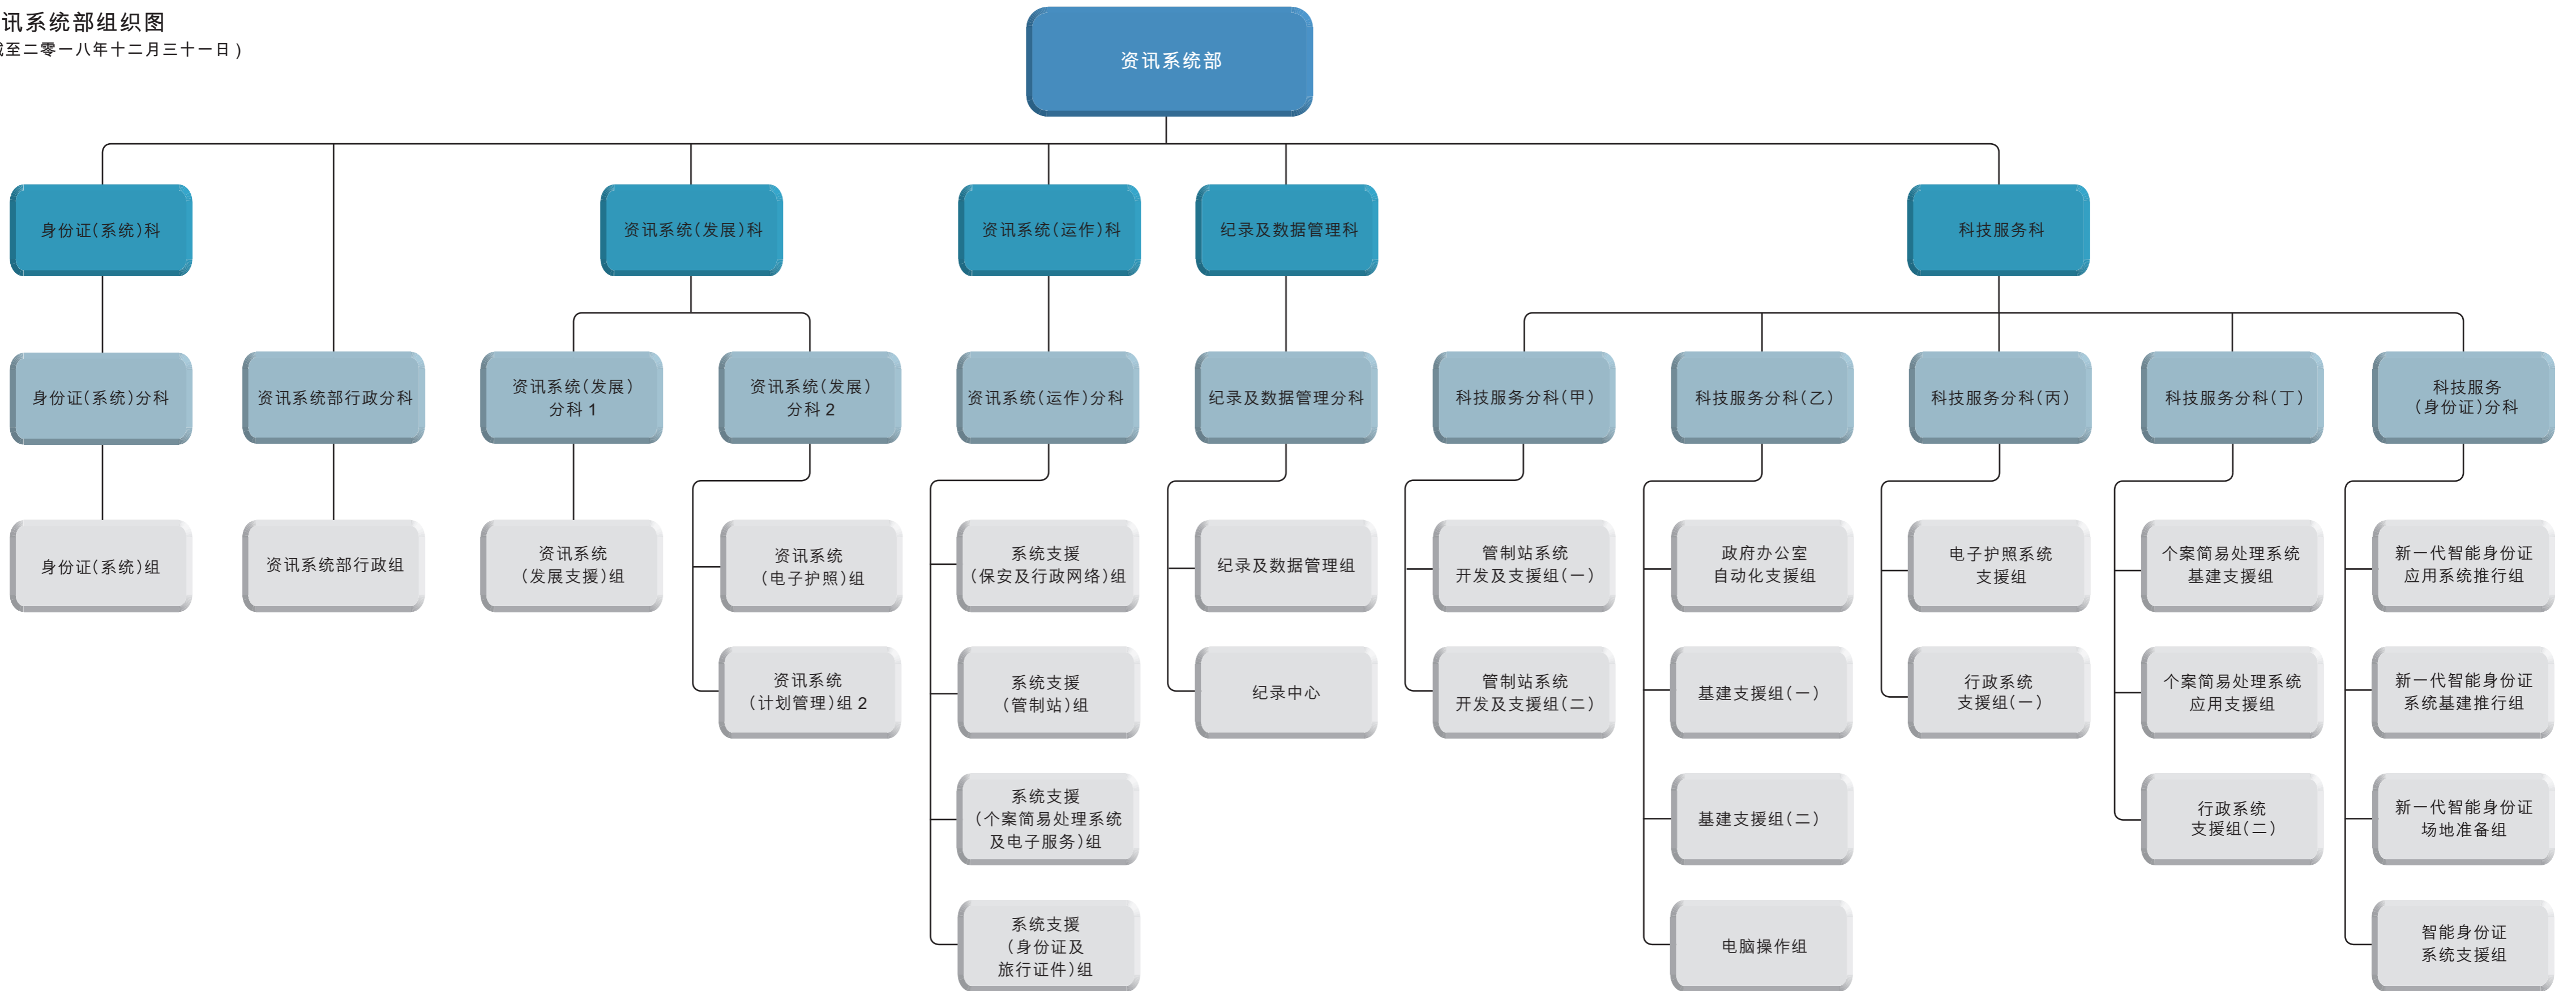 讯系统部组织图
至二零一八年十二月三十一日)
资讯系统部
身份证(系统)科
资讯系统(发展)科
资讯系统(运作)科
纪录及数据管理科
科技服务科
身份证(系统)分科
资讯系统部行政分科
资讯系统(发展)
分科1
资讯系统(发展)
分科2
资讯系统(运作)分科
纪录及数据管理分科
科技服务分科(甲)
科技服务分科(乙)
科技服务分科(丙)
科技服务分科(丁)
科技服务
(身份证)分科
身份证(系统)组
资讯系统部行政组
资讯系统
(发展支援)组
资讯系统
(电子护照)组
系统支援
(保安及行政网络)组
纪录及数据管理组
管制站系统
开发及支援组(一)
政府办公室
自动化支援组
电子护照系统
支援组
个案简易处理系统
基建支援组
新一代智能身份证
应用系统推行组
资讯系统
(计划管理)组2
系统支援
(管制站)组
纪录中心
管制站系统
开发及支援组(二)
基建支援组(一)
行政系统
支援组(一)
个案简易处理系统
应用支援组
新一代智能身份证
系统基建推行组
系统支援
(个案简易处理系统
及电子服务)组
基建支援组(二)
行政系统
支援组(二)
新一代智能身份证
场地准备组
系统支援
(身份证及
旅行证件)组
电脑操作组
智能身份证
系统支援组